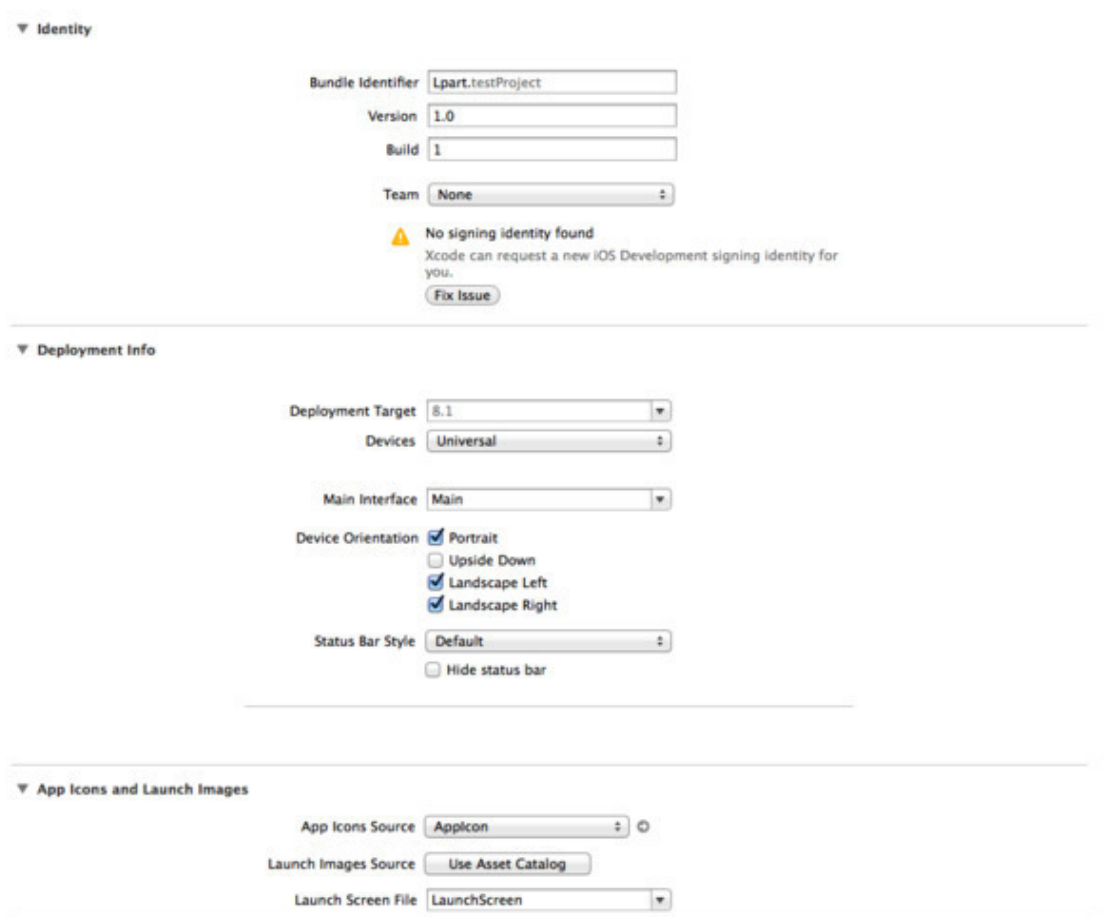 Identity
Bundle Identifier Lpart.testProject
Version 1.0
Build 1
Team None
No signing identity found
Xcode can request a new iOS Development signing identity for
you.
Fix Issue
Deployment Info
Deployment Target 8.1
Devices Universal
Main Interface Main
Device Orientation Portrait
Upside Down
Landscape Left
Landscape Right
Status Bar Style Default
Hide status bar
App Icons and Launch Images
App Icons Source AppIcon
Launch Images Source Use Asset Catalog
Launch Screen File LaunchScreen